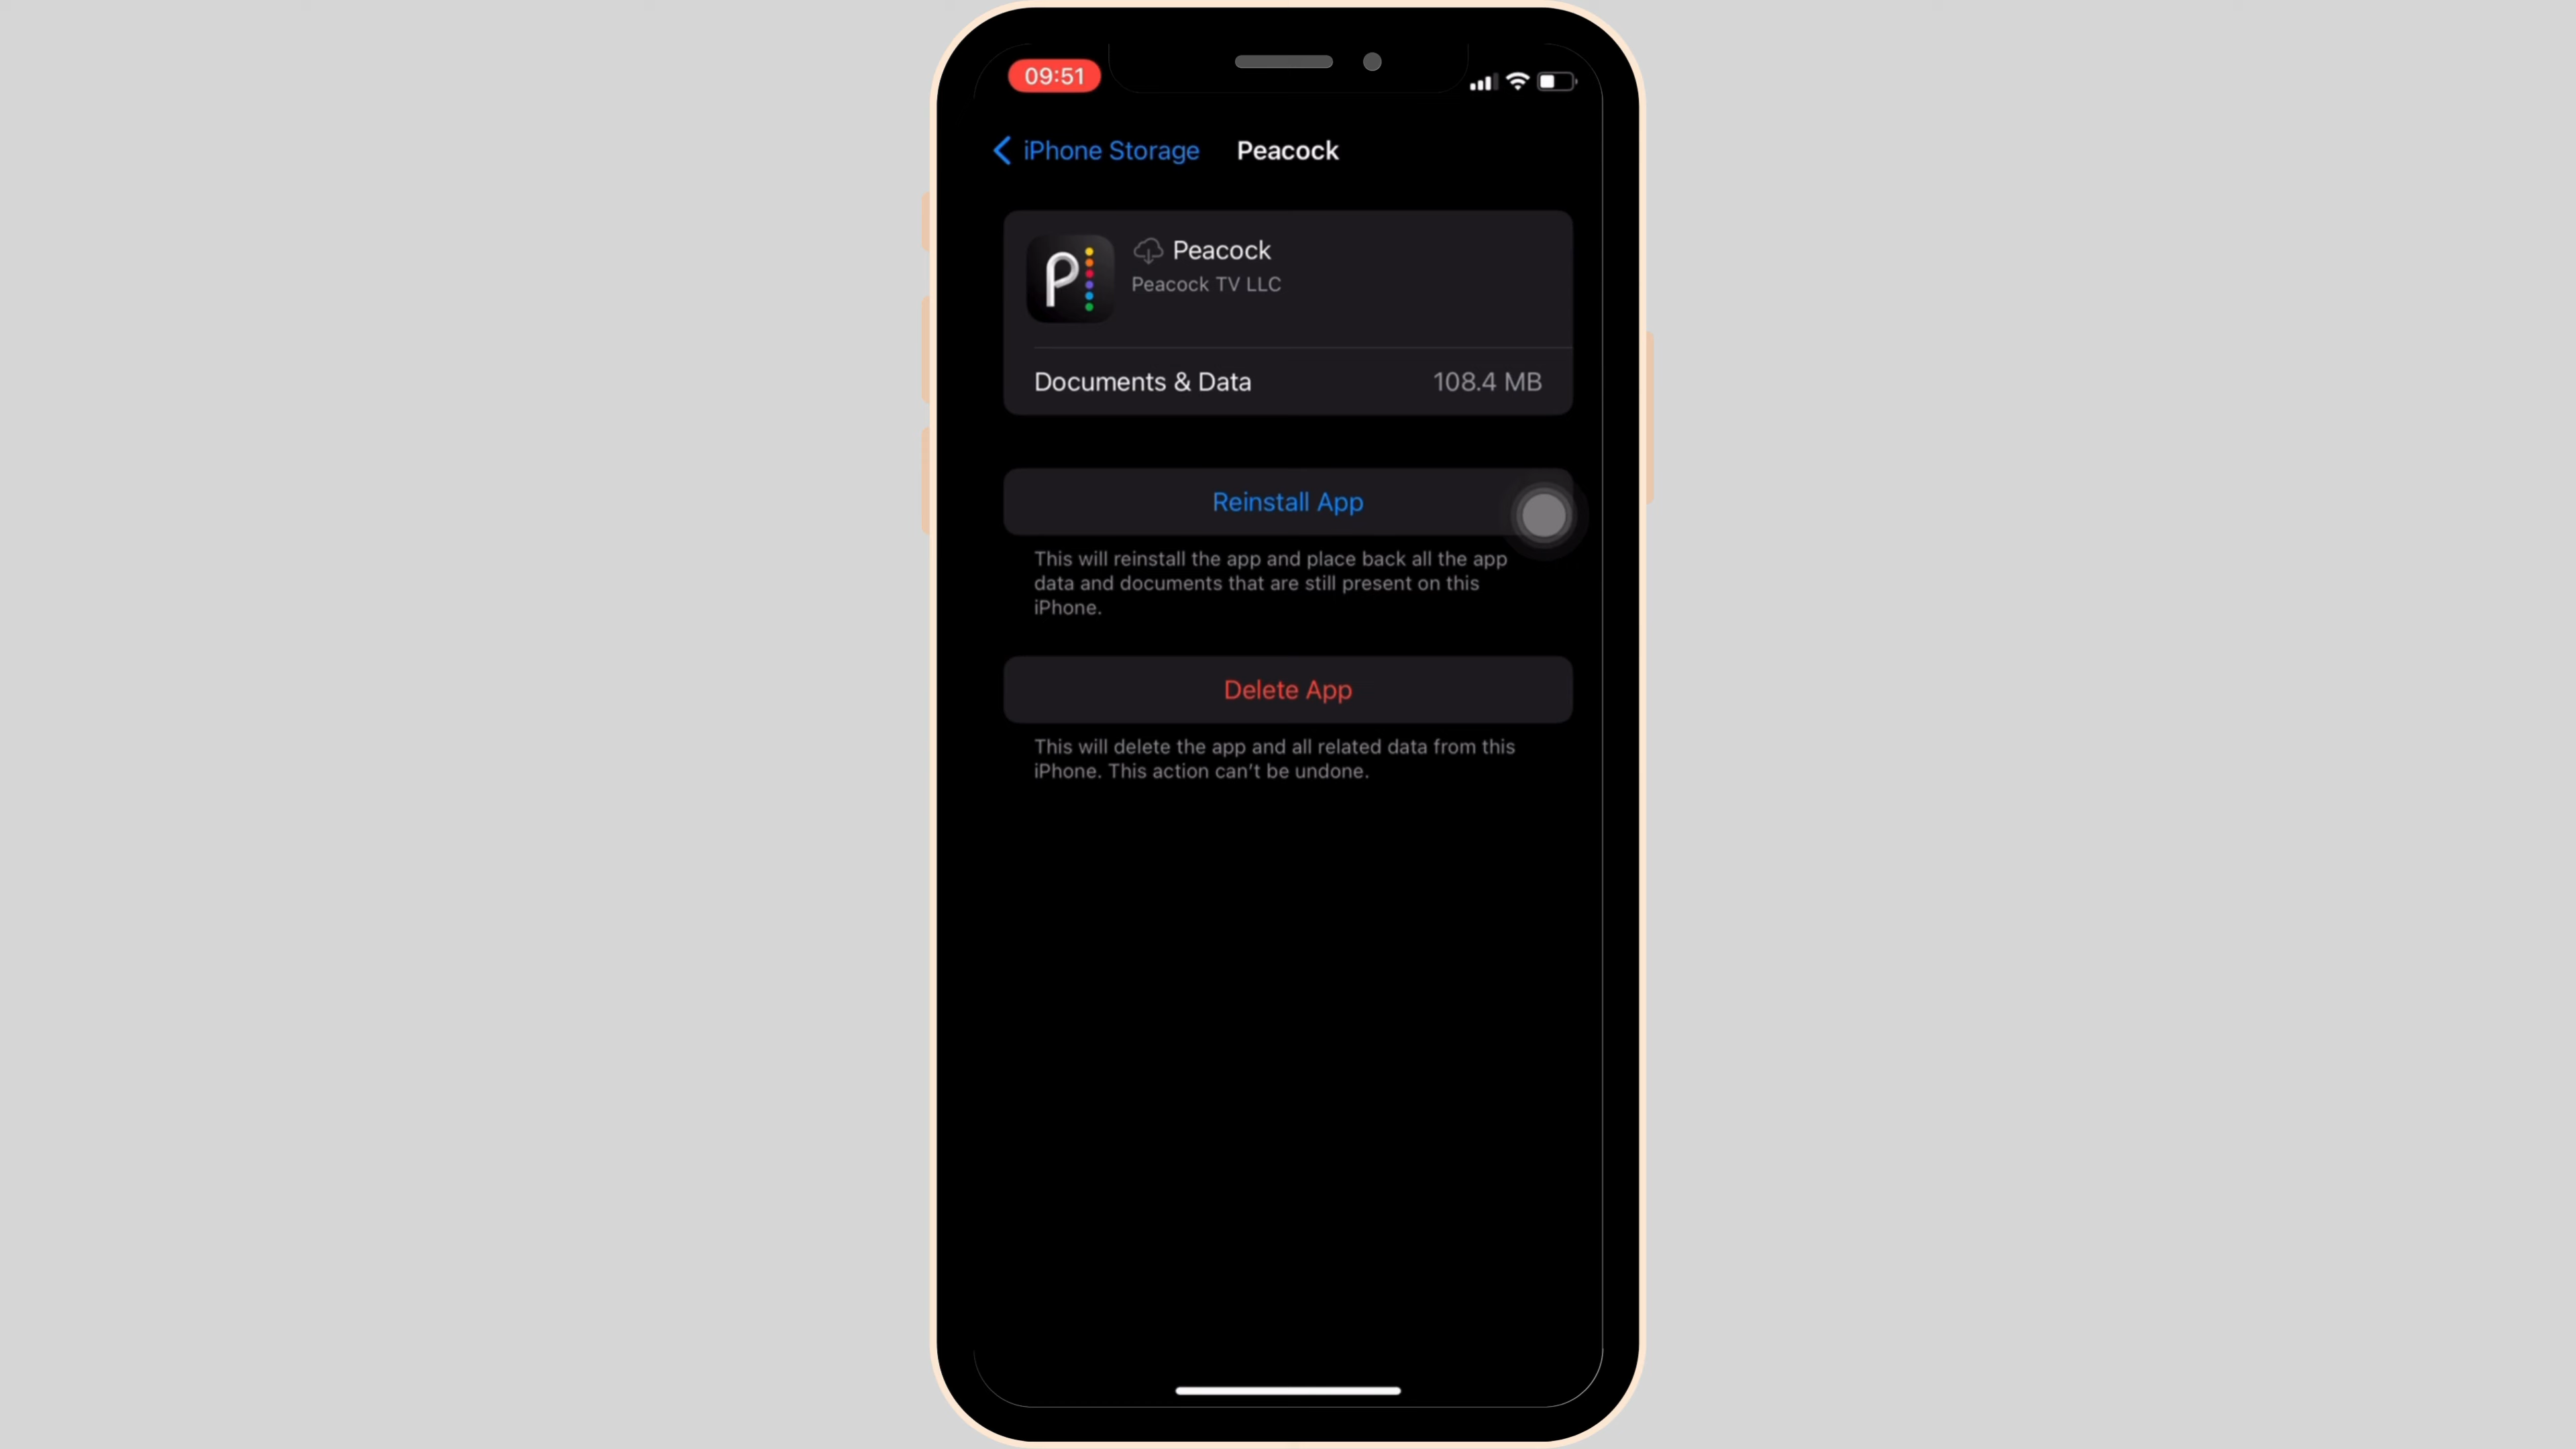 09:51
iPhone Storage Peacock
Peacock
Peacock TV LLC
Documents & Data 108.4 MB
Reinstall App
This will reinstall the app and place back all the app
data and documents that are still present on this
iPhone.
Delete App
This will delete the app and all related data from this
iPhone. This action can’t be undone.